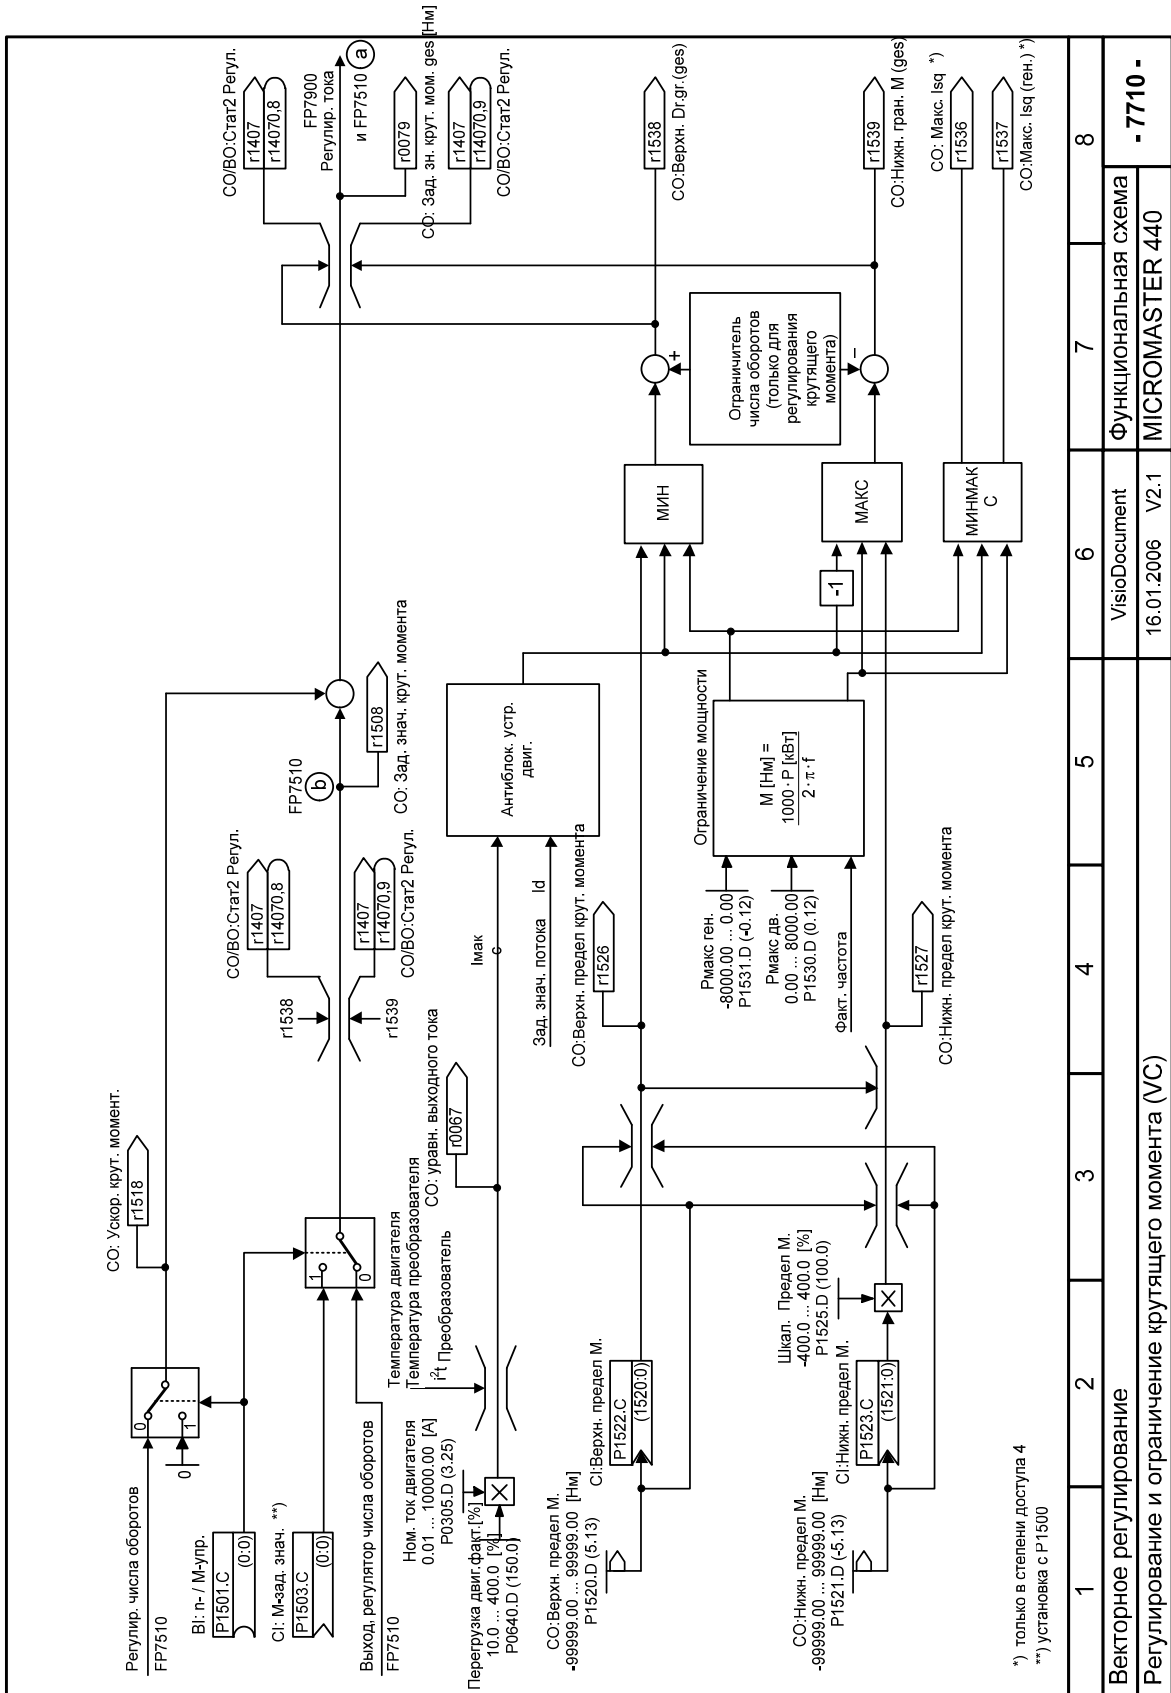 Регулир. числа оборотов
FP7510
0
1
0
CO: Ускор. крут. момент.
r1518
BI: n- / M-упр.
P1501.C
(0:0)
CI: M-зад. знач. **)
P1503.C
(0:0)
Выход, регулятор числа оборотов
FP7510
1
0
r1538
r1539
CO/BO:Стат2 Регул.
r1407
r14070,8
r1407
r14070,9
CO/BO:Стат2 Регул.
FP7510
b
r1508
CO: Зад. знач. крут. момента
CO/BO:Стат2 Регул.
r1407
r14070,8
FP7900
Регулир. тока
и FP7510
a
r0079
CO: Зад. зн. крут. мом. ges [Нм]
r1407
r14070,9
CO/BO:Стат2 Регул.
Температура двигателя
Температура преобразователя
i²t Преобразователь
Ном. ток двигателя
0.01 ... 10000.00 [A]
P0305.D (3.25)
Перегрузка двиг.факт.[%]
10.0 ... 400.0 [%]
P0640.D (150.0)
CO: уравн. выходного тока
r0067
Iмак
с
Зад. знач. потока Id
Антиблок. устр.
двиг.
CO:Верхн. предел М.
-99999.00 ... 99999.00 [Нм]
P1520.D (5.13)
CI:Верхн. предел М.
P1522.C
(1520:0)
CO:Верхн. предел крут. момента
r1526
МИН
+
r1538
CO:Верхн. Dr.gr.(ges)
Ограничитель
числа оборотов
(только для
регулирования
крутящего
момента)
Ограничение мощности
Pмакс ген.
-8000.00 ... 0.00
P1531.D (-0.12)
Pмакс дв.
0.00 ... 8000.00
P1530.D (0.12)
Факт. частота
M [Нм] =
1000 · P [кВт]
2 · π · f
-1
МАКС
–
r1539
CO:Нижн. гран. М (ges)
Шкал. Предел М.
-400.0 ... 400.0 [%]
P1525.D (100.0)
CO:Нижн. предел М.
-99999.00 ... 99999.00 [Нм]
P1521.D (-5.13)
CI:Нижн. предел М.
P1523.C
(1521:0)
r1527
CO:Нижн. предел крут. момента
МИНМАК
С
CO: Макс. Isq *)
r1536
r1537
CO:Макс. Isq (ген.) *)
*) только в степени доступа 4
**) установка с P1500
1 2 3 4 5 6 7 8
Векторное регулирование
VisioDocument
Функциональная схема
- 7710 -
Регулирование и ограничение крутящего момента (VC)
16.01.2006 V2.1
MICROMASTER 440